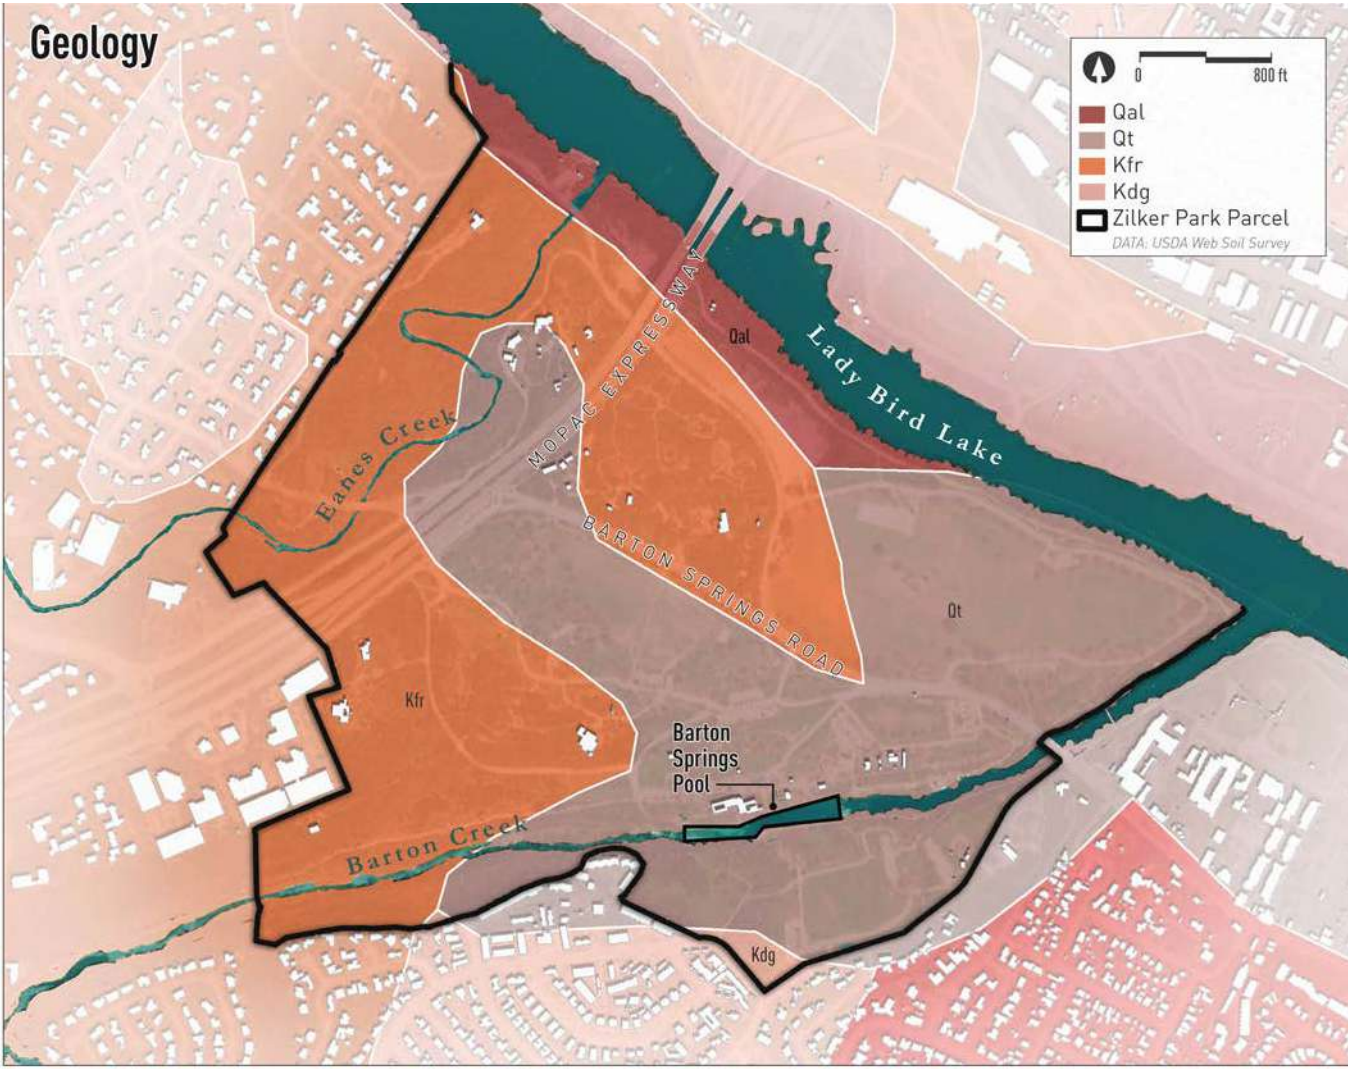 Geology
0 800 ft
Qal
Qt
Kfr
Kdg
Zilker Park Parcel
DATA: USDA Web Soil Survey
MOPAC EXPRESSWAY
Qal
Lady Bird Lake
Eanes Creek
BARTON SPRINGS ROAD
Qt
Kfr
Barton
Springs
Pool
Barton Creek
Kdg